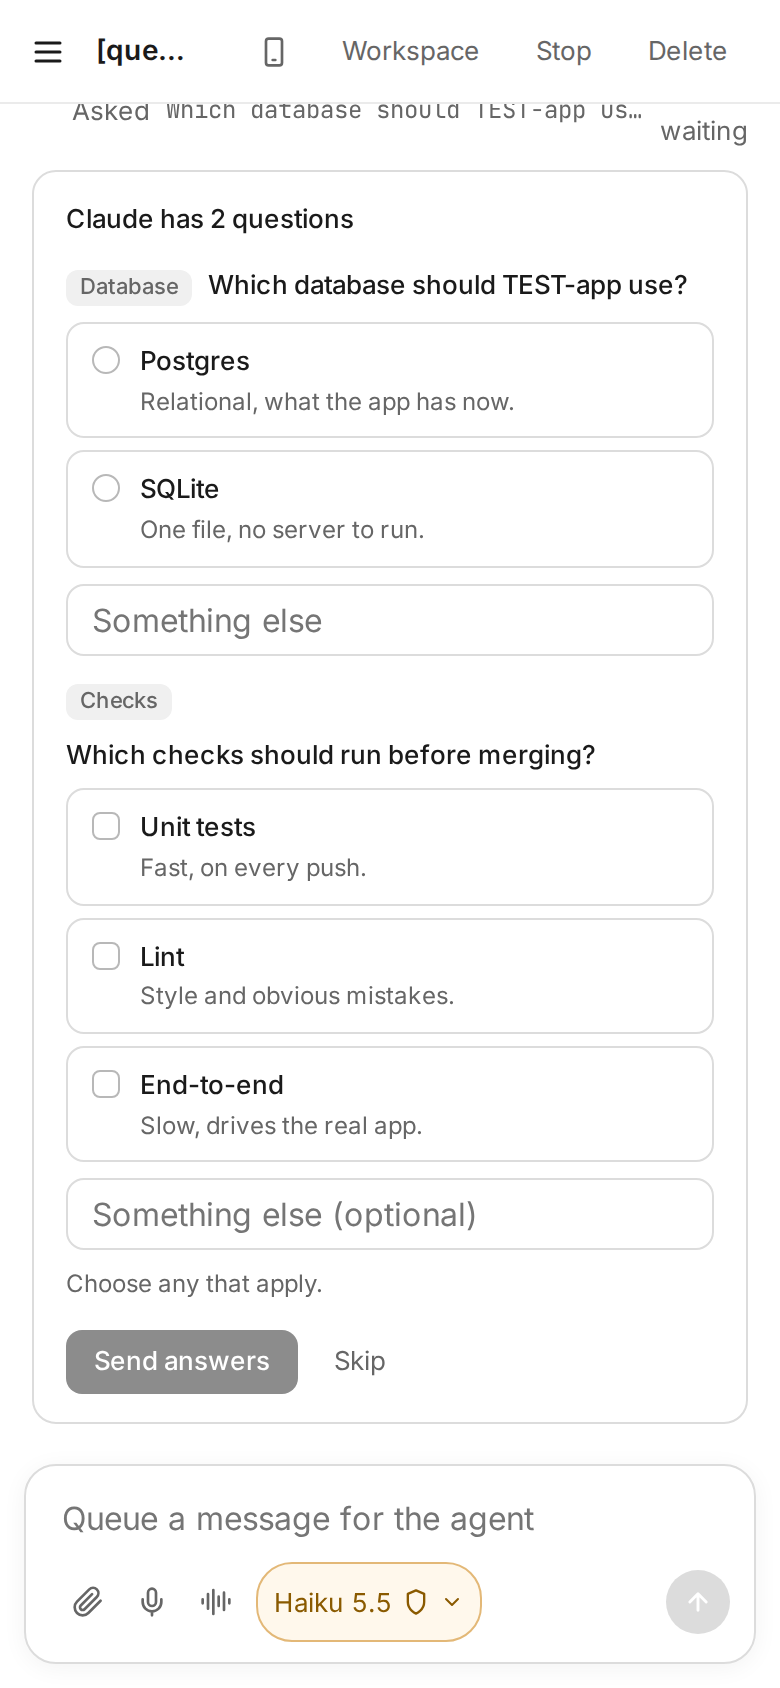 [que...
Workspace
Stop
Delete
Asked Which database should TEST-app us…
waiting
Claude has 2 questions
Database Which database should TEST-app use?
Postgres
Relational, what the app has now.
SQLite
One file, no server to run.
Something else
Checks
Which checks should run before merging?
Unit tests
Fast, on every push.
Lint
Style and obvious mistakes.
End-to-end
Slow, drives the real app.
Something else (optional)
Choose any that apply.
Send answers
Skip
Queue a message for the agent
Haiku 5.5